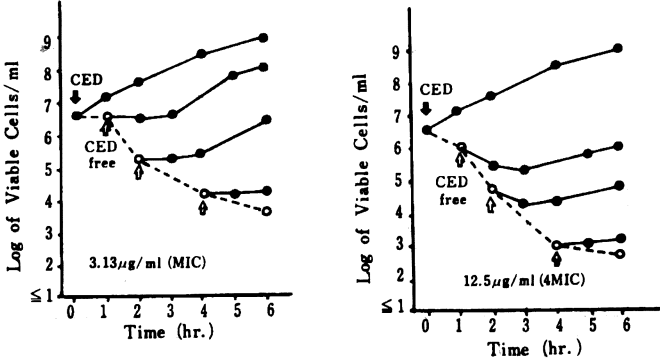 Log of Viable Cells/ml
9
8
7
6
5
4
3
2
≦1
CED
CED
free
3.13μg/ml (MIC)
0 1 2 3 4 5 6
Time (hr.)
Log of Viable Cells/ml
9
8
7
6
5
4
3
2
≦1
CED
CED
free
12.5μg/ml (4MIC)
0 1 2 3 4 5 6
Time (hr.)